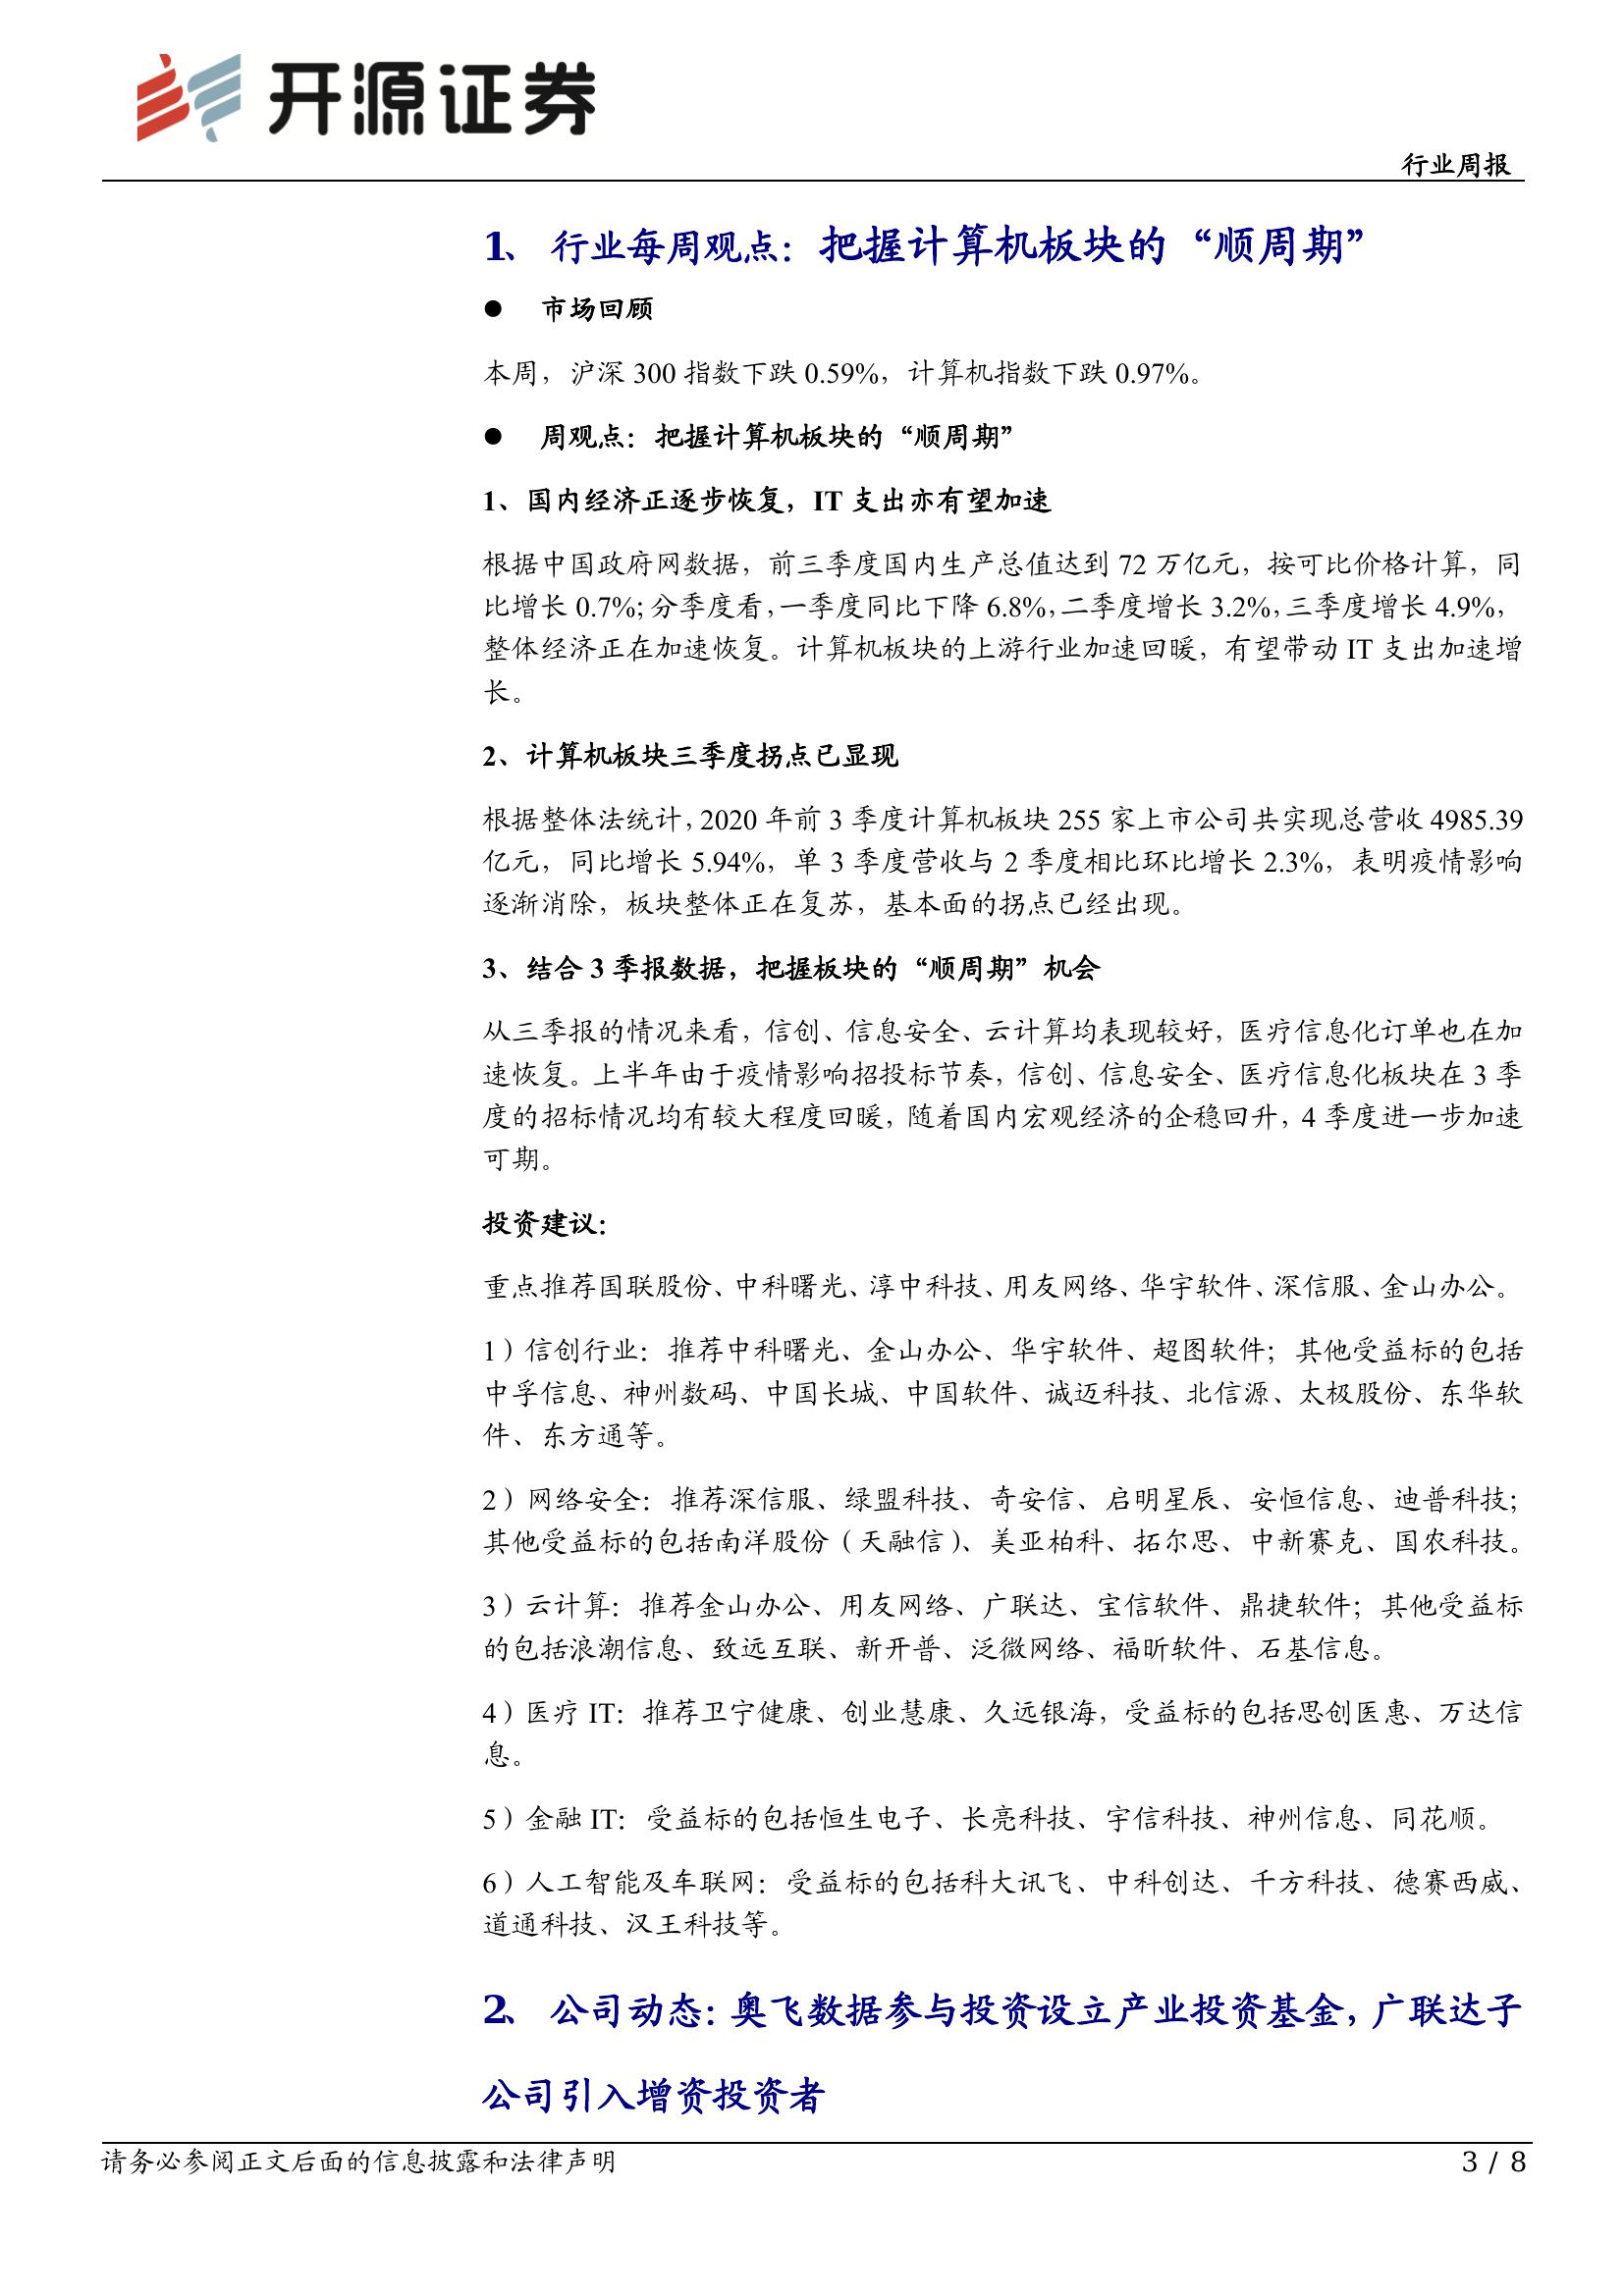 开源证券
行业周报
1、 行业每周观点：把握计算机板块的“顺周期”
● 市场回顾
本周，沪深 300 指数下跌 0.59%，计算机指数下跌 0.97%。
● 周观点：把握计算机板块的“顺周期”
1、国内经济正逐步恢复，IT 支出亦有望加速
根据中国政府网数据，前三季度国内生产总值达到 72 万亿元，按可比价格计算，同
比增长 0.7%；分季度看，一季度同比下降 6.8%，二季度增长 3.2%，三季度增长 4.9%，
整体经济正在加速恢复。计算机板块的上游行业加速回暖，有望带动 IT 支出加速增
长。
2、计算机板块三季度拐点已显现
根据整体法统计，2020 年前 3 季度计算机板块 255 家上市公司共实现总营收 4985.39
亿元，同比增长 5.94%，单 3 季度营收与 2 季度相比环比增长 2.3%，表明疫情影响
逐渐消除，板块整体正在复苏，基本面的拐点已经出现。
3、结合 3 季报数据，把握板块的“顺周期”机会
从三季报的情况来看，信创、信息安全、云计算均表现较好，医疗信息化订单也在加
速恢复。上半年由于疫情影响招投标节奏，信创、信息安全、医疗信息化板块在 3 季
度的招标情况均有较大程度回暖，随着国内宏观经济的企稳回升，4 季度进一步加速
可期。
投资建议：
重点推荐国联股份、中科曙光、淳中科技、用友网络、华宇软件、深信服、金山办公。
1）信创行业：推荐中科曙光、金山办公、华宇软件、超图软件；其他受益标的包括
中孚信息、神州数码、中国长城、中国软件、诚迈科技、北信源、太极股份、东华软
件、东方通等。
2）网络安全：推荐深信服、绿盟科技、奇安信、启明星辰、安恒信息、迪普科技；
其他受益标的包括南洋股份（天融信）、美亚柏科、拓尔思、中新赛克、国农科技。
3）云计算：推荐金山办公、用友网络、广联达、宝信软件、鼎捷软件；其他受益标
的包括浪潮信息、致远互联、新开普、泛微网络、福昕软件、石基信息。
4）医疗 IT：推荐卫宁健康、创业慧康、久远银海，受益标的包括思创医惠、万达信
息。
5）金融 IT：受益标的包括恒生电子、长亮科技、宇信科技、神州信息、同花顺。
6）人工智能及车联网：受益标的包括科大讯飞、中科创达、千方科技、德赛西威、
道通科技、汉王科技等。
2、 公司动态：奥飞数据参与投资设立产业投资基金，广联达子
公司引入增资投资者
请务必参阅正文后面的信息披露和法律声明
3 / 8